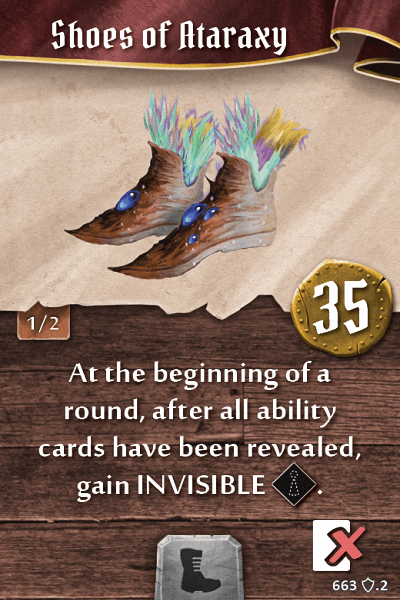 Shoes of Ataraxy
35
1/2
At the beginning of a
round, after all ability
cards have been revealed,
gain INVISIBLE .
663 .2